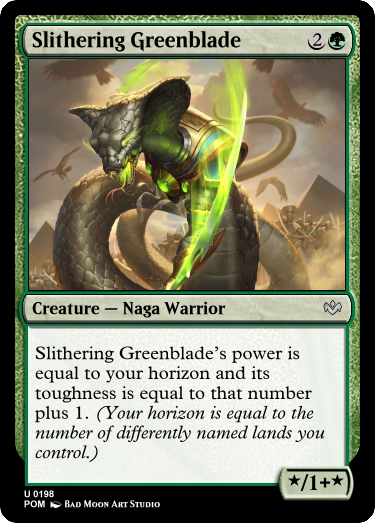 Slithering Greenblade 2
Creature — Naga Warrior
Slithering Greenblade's power is
equal to your horizon and its
toughness is equal to that number
plus 1. (Your horizon is equal to the
number of differently named lands you
control.)
★/1+★
U 0198
POM Bad Moon Art Studio